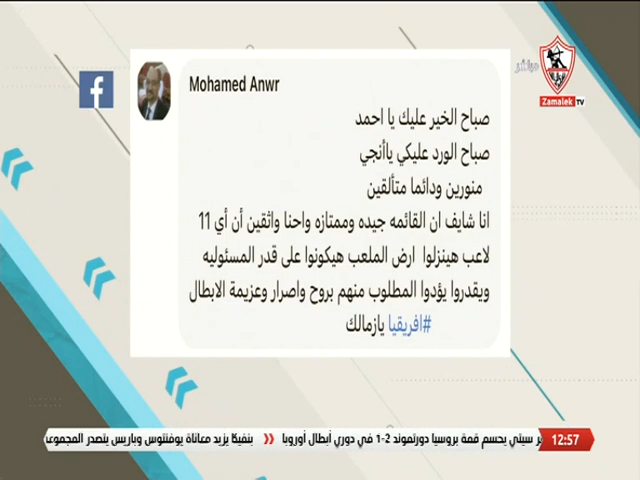 Mohamed Anwr
صباح الخير عليك يا احمد
صباح الورد عليكي ياأنجي
منورين ودائما متألقين
انا شايف ان القائمه جيده وممتازه واحنا واثقين أن أي 11
لاعب هينزلوا ارض الملعب هيكونوا على قدر المسئوليه
ويقدروا يؤدوا المطلوب منهم بروح واصرار وعزيمة الابطال
#افريقيا يازمالك
مباشر
Zamalek TV
12:57
ر سيتي يحسم قمة بروسيا دورتموند 2-1 في دوري أبطال أوروبا
بنفيكا يزيد معاناة يوفنتوس وباريس يتصدر المجموعة